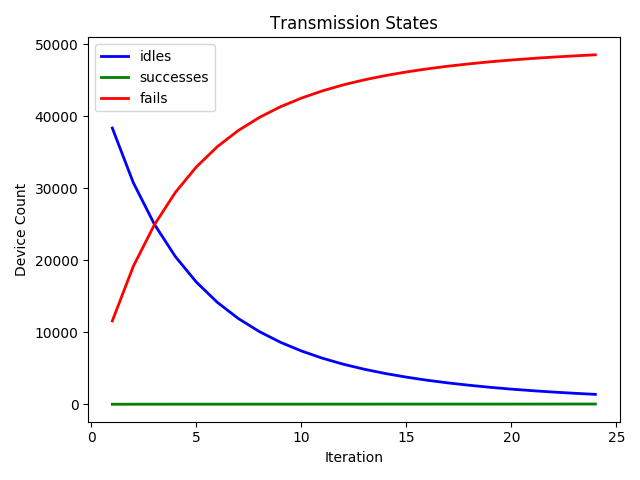 Transmission States
idles
successes
fails
Device Count
50000
40000
30000
20000
10000
0
0 5 10 15 20 25
Iteration